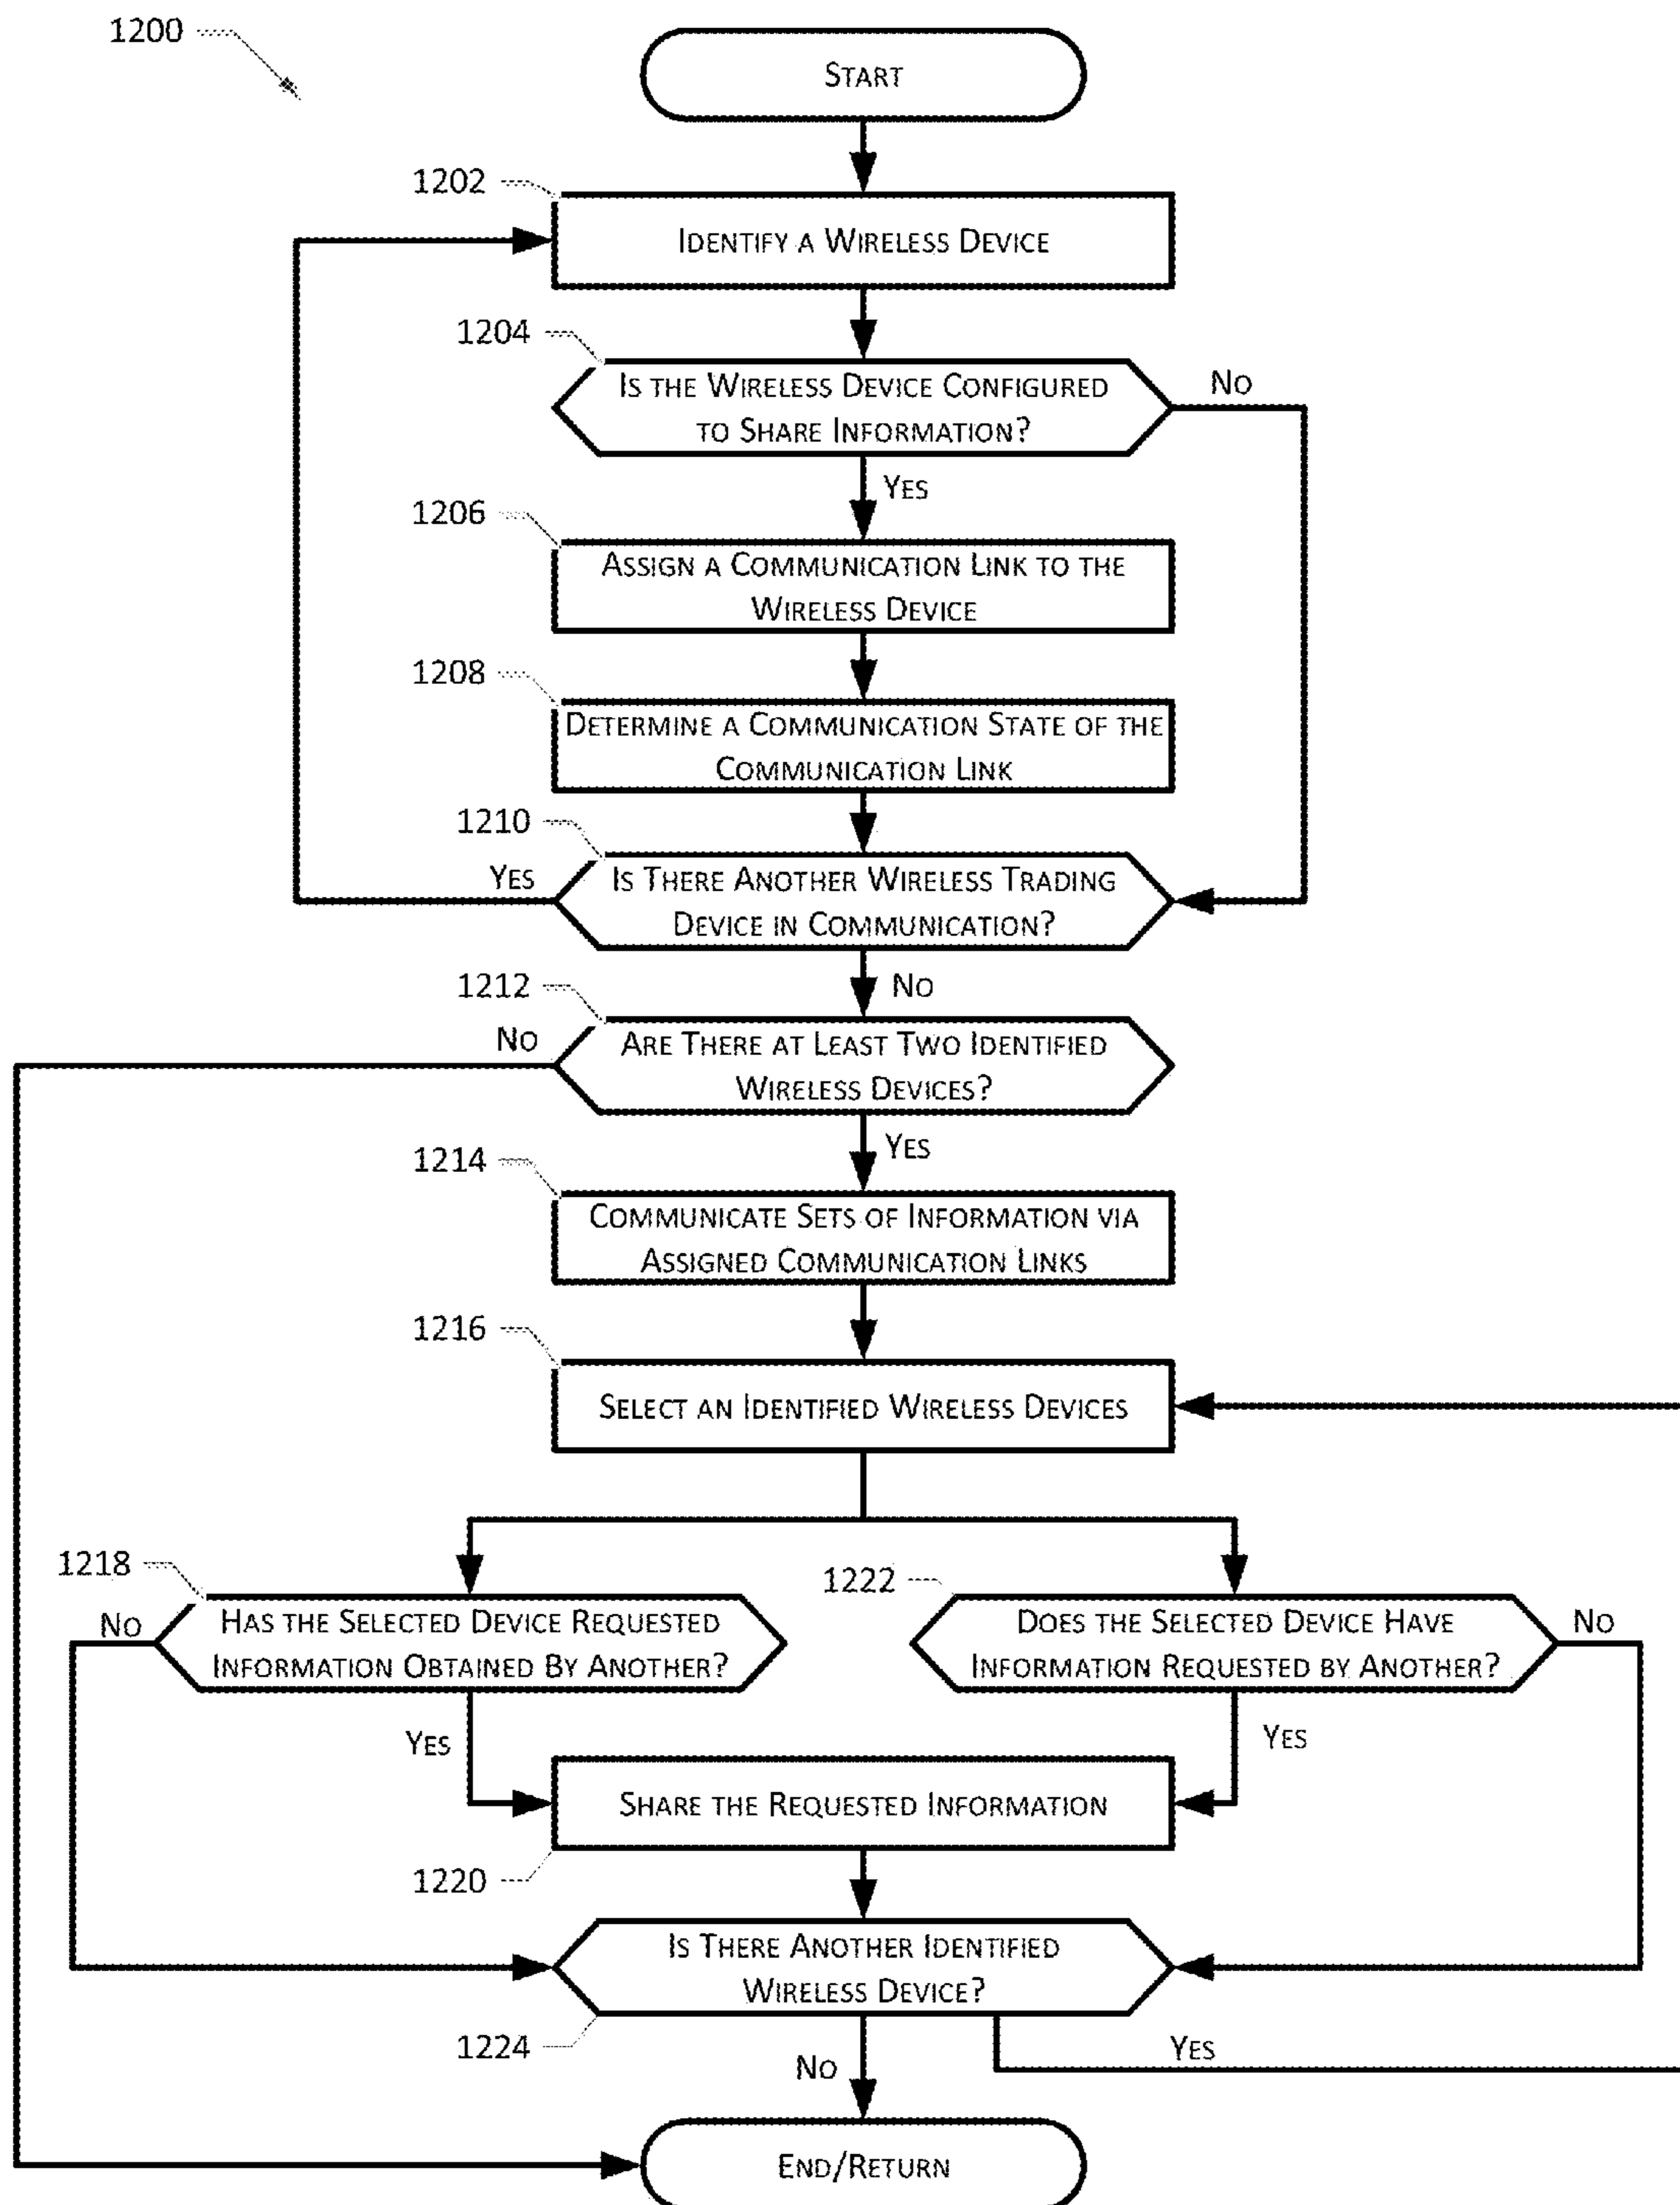 1200
START
1202
IDENTIFY A WIRELESS DEVICE
1204
IS THE WIRELESS DEVICE CONFIGURED
TO SHARE INFORMATION?
NO
YES
1206
ASSIGN A COMMUNICATION LINK TO THE
WIRELESS DEVICE
1208
DETERMINE A COMMUNICATION STATE OF THE
COMMUNICATION LINK
1210
YES
IS THERE ANOTHER WIRELESS TRADING
DEVICE IN COMMUNICATION?
NO
1212
NO
ARE THERE AT LEAST TWO IDENTIFIED
WIRELESS DEVICES?
YES
1214
COMMUNICATE SETS OF INFORMATION VIA
ASSIGNED COMMUNICATION LINKS
1216
SELECT AN IDENTIFIED WIRELESS DEVICES
1218
NO
HAS THE SELECTED DEVICE REQUESTED
INFORMATION OBTAINED BY ANOTHER?
1222
DOES THE SELECTED DEVICE HAVE
INFORMATION REQUESTED BY ANOTHER?
NO
YES
YES
SHARE THE REQUESTED INFORMATION
1220
IS THERE ANOTHER IDENTIFIED
WIRELESS DEVICE?
1224
NO
YES
END/RETURN